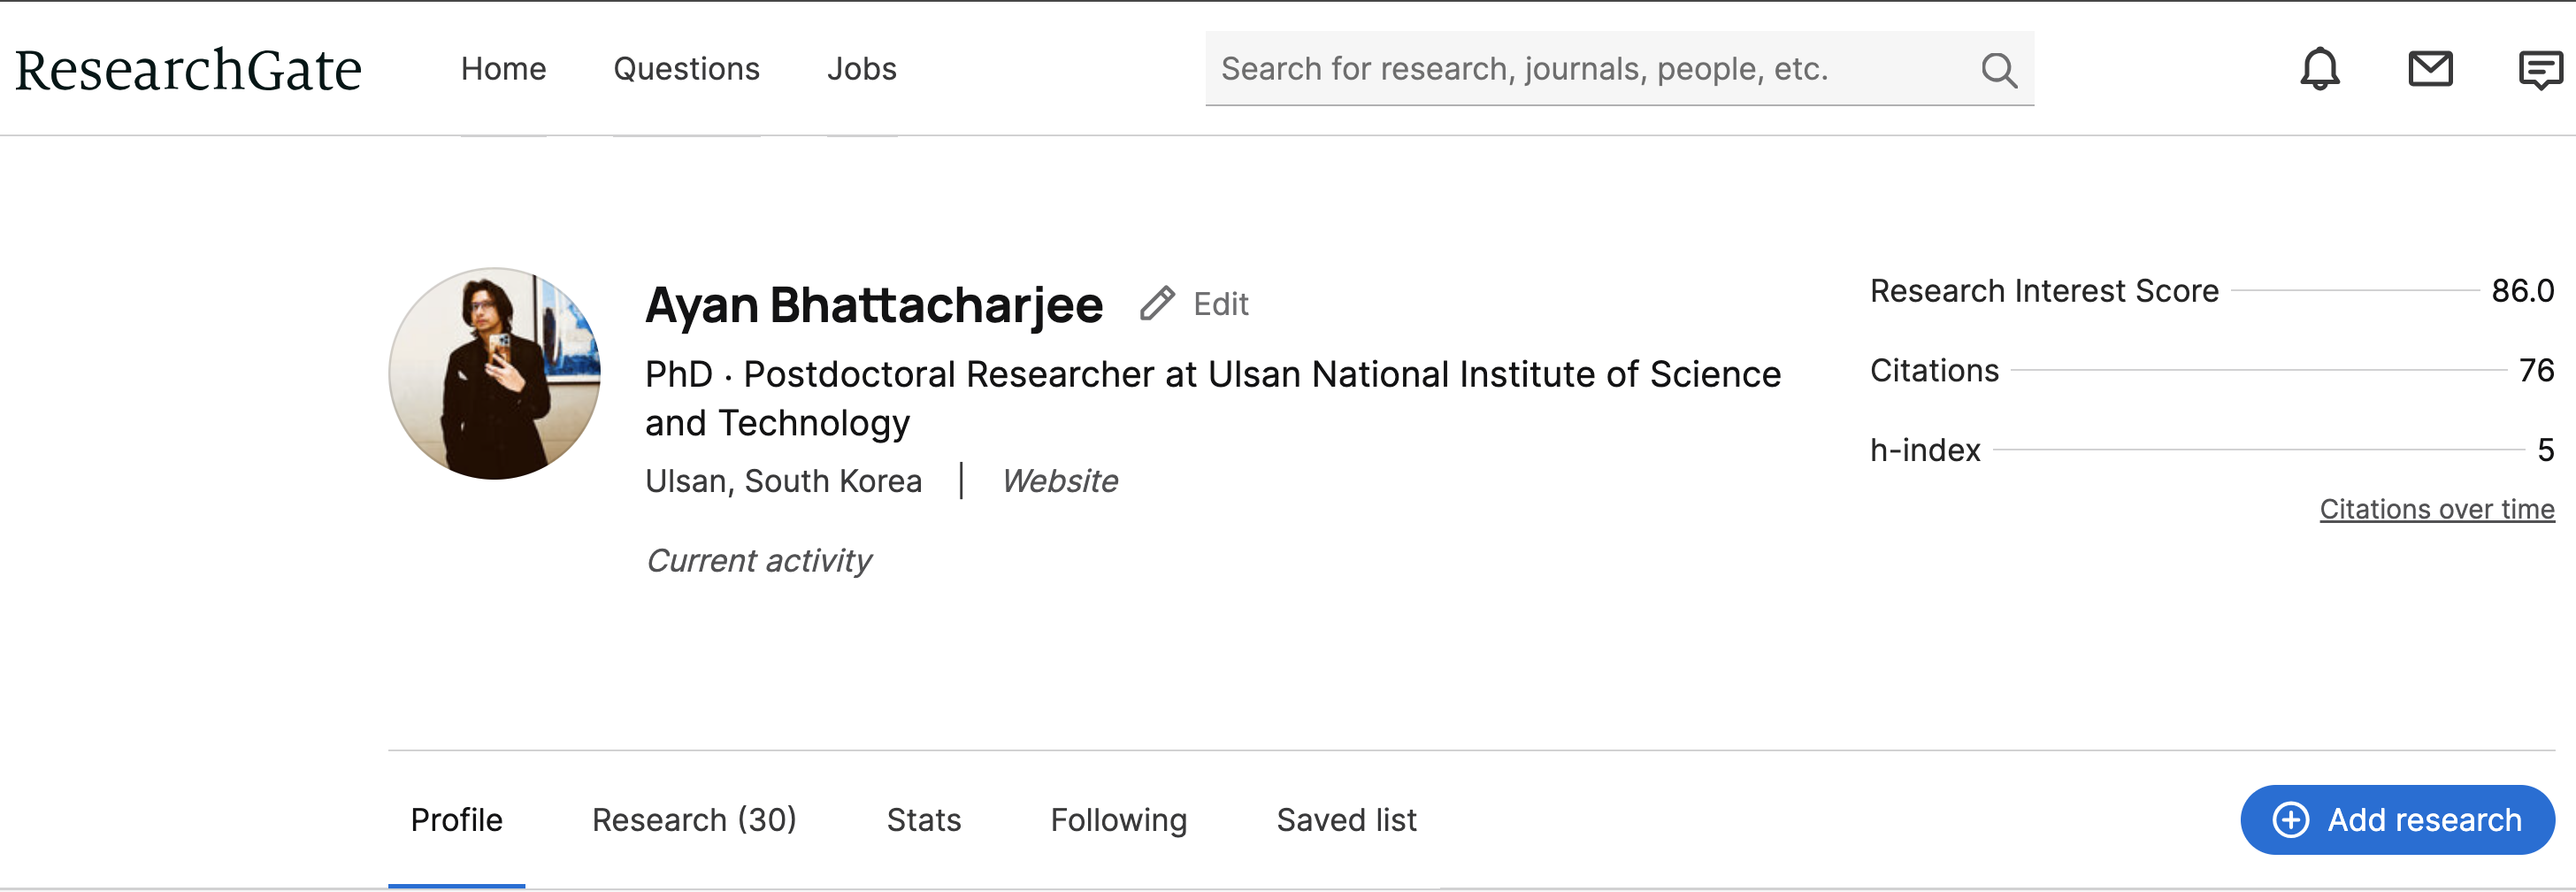 ResearchGate
Home
Questions
Jobs
Search for research, journals, people, etc.
Ayan Bhattacharjee
Edit
PhD · Postdoctoral Researcher at Ulsan National Institute of Science
and Technology
Ulsan, South Korea | Website
Current activity
Research Interest Score 86.0
Citations 76
h-index 5
Citations over time
Profile
Research (30)
Stats
Following
Saved list
Add research